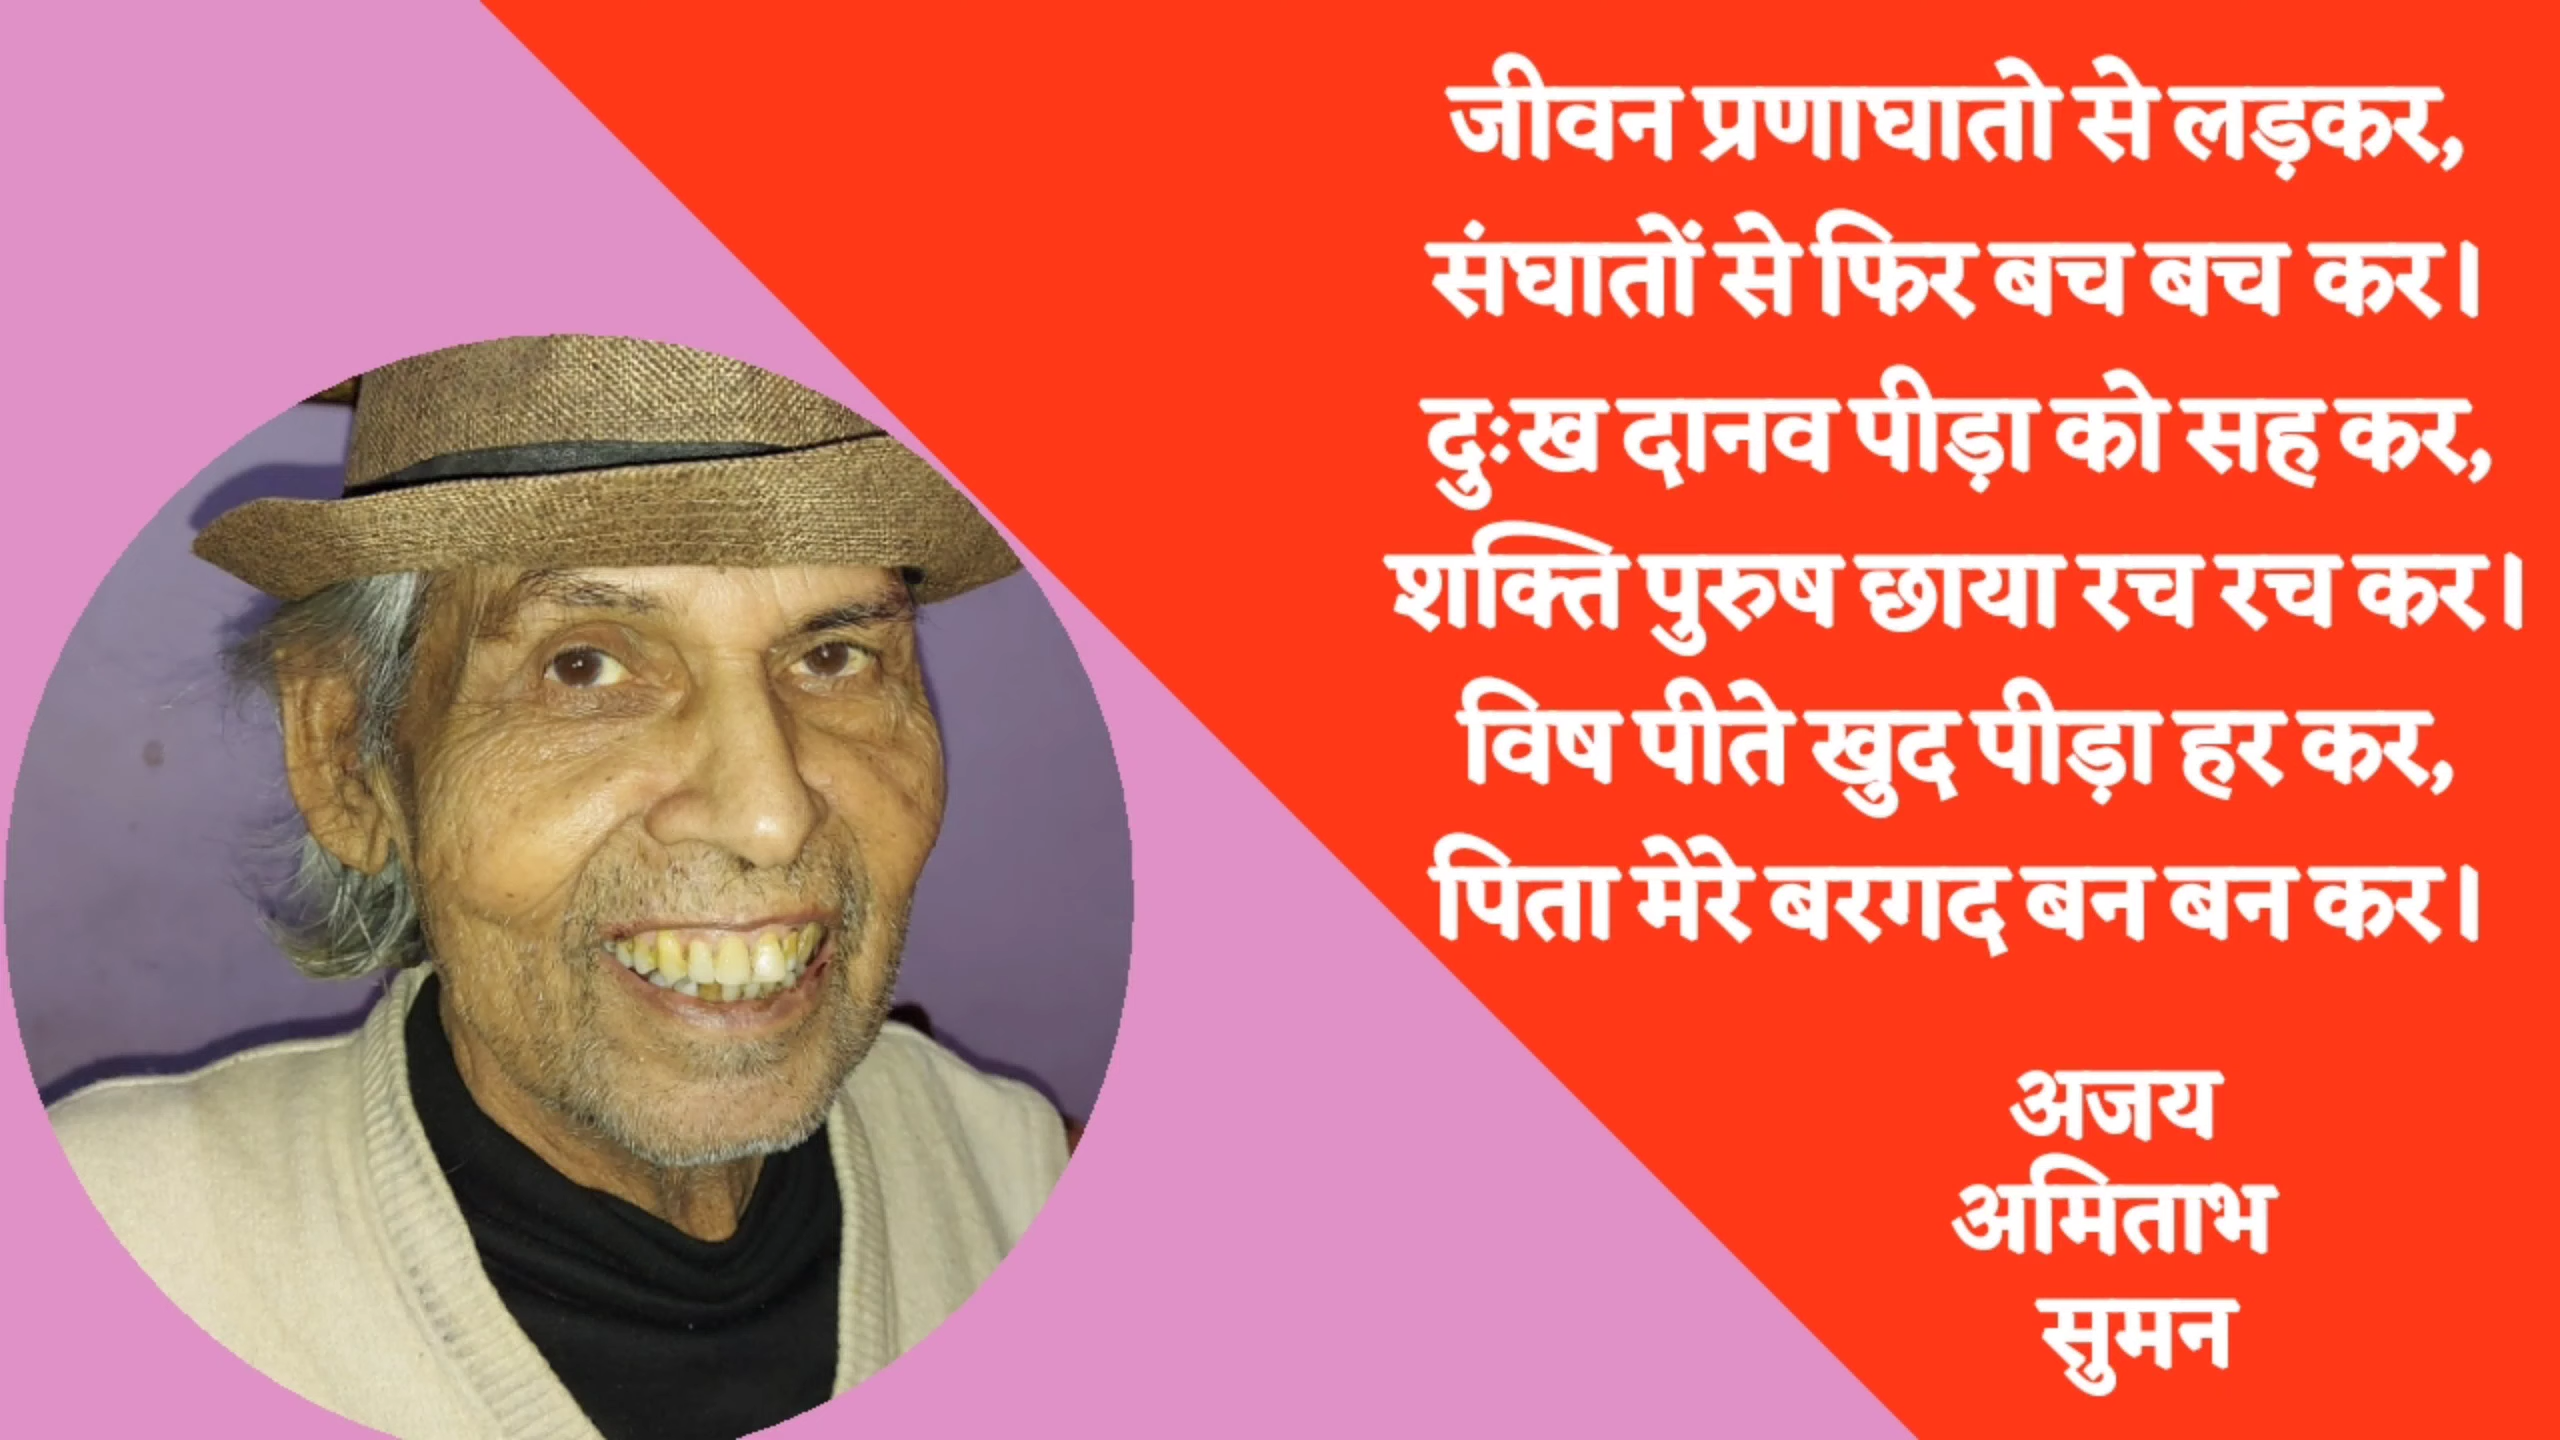 जीवन प्रणाघातो से लड़कर,
संघातों से फिर बच बच कर।
दुःख दानव पीड़ा को सह कर,
शक्ति पुरुष छाया रच रच कर।
विष पीते खुद पीड़ा हर कर,
पिता मेरे बरगद बन बन कर।
अजय
अमिताभ
सुमन